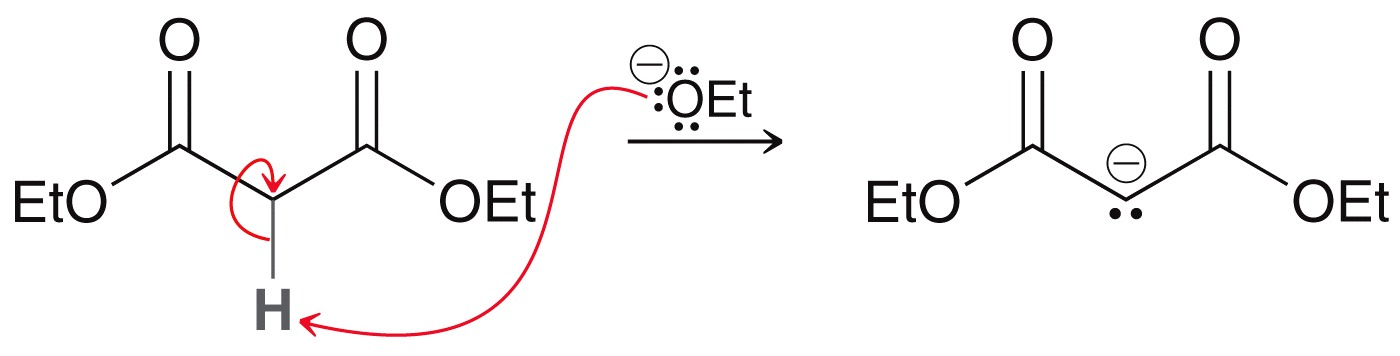 O O O O
⊖
:OEt
EtO OEt EtO ⊖ OEt
H